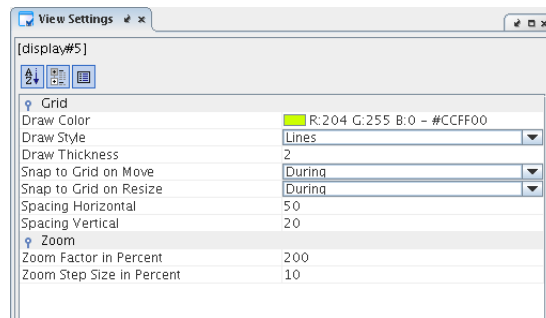 View Settings
[display#5]
Grid
Draw Color R:204 G:255 B:0 – #CCFF00
Draw Style Lines
Draw Thickness 2
Snap to Grid on Move During
Snap to Grid on Resize During
Spacing Horizontal 50
Spacing Vertical 20
Zoom
Zoom Factor in Percent 200
Zoom Step Size in Percent 10